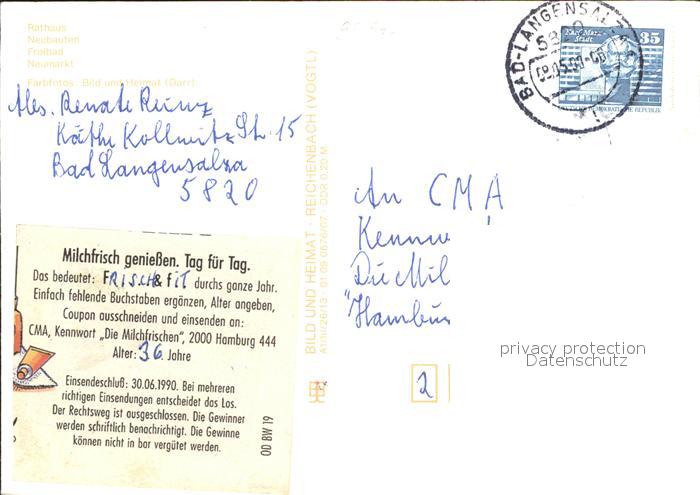 Rathaus
Neubauten
Freibad
Neumarkt
Farbfotos: Bild und Heimat (Darr)
Abs. Renate
Käthe Kollwitz Str. 15
Bad Langensalza
5820
Milchfrisch genießen. Tag für Tag.
Das bedeutet: FRISCH & fiT durchs ganze Jahr.
Einfach fehlende Buchstaben ergänzen, Alter angeben,
Coupon ausschneiden und einsenden an:
CMA, Kennwort „Die Milchfrischen", 2000 Hamburg 444
Alter: 36 Jahre
Einsendeschluß: 30.06.1990. Bei mehreren
richtigen Einsendungen entscheidet das Los.
Der Rechtsweg ist ausgeschlossen. Die Gewinner
werden schriftlich benachrichtigt. Die Gewinne
können nicht in bar vergütet werden.
OD BW 19
BILD UND HEIMAT · REICHENBACH (VOGTL)
BAD-LANGENSALZA
5820
Karl-Marx-
Stadt
35
DEUTSCHE DEMOKRATISCHE REPUBLIK
An CMA
Kennw
Die Mil
Hambur
2
privacy protection
Datenschutz